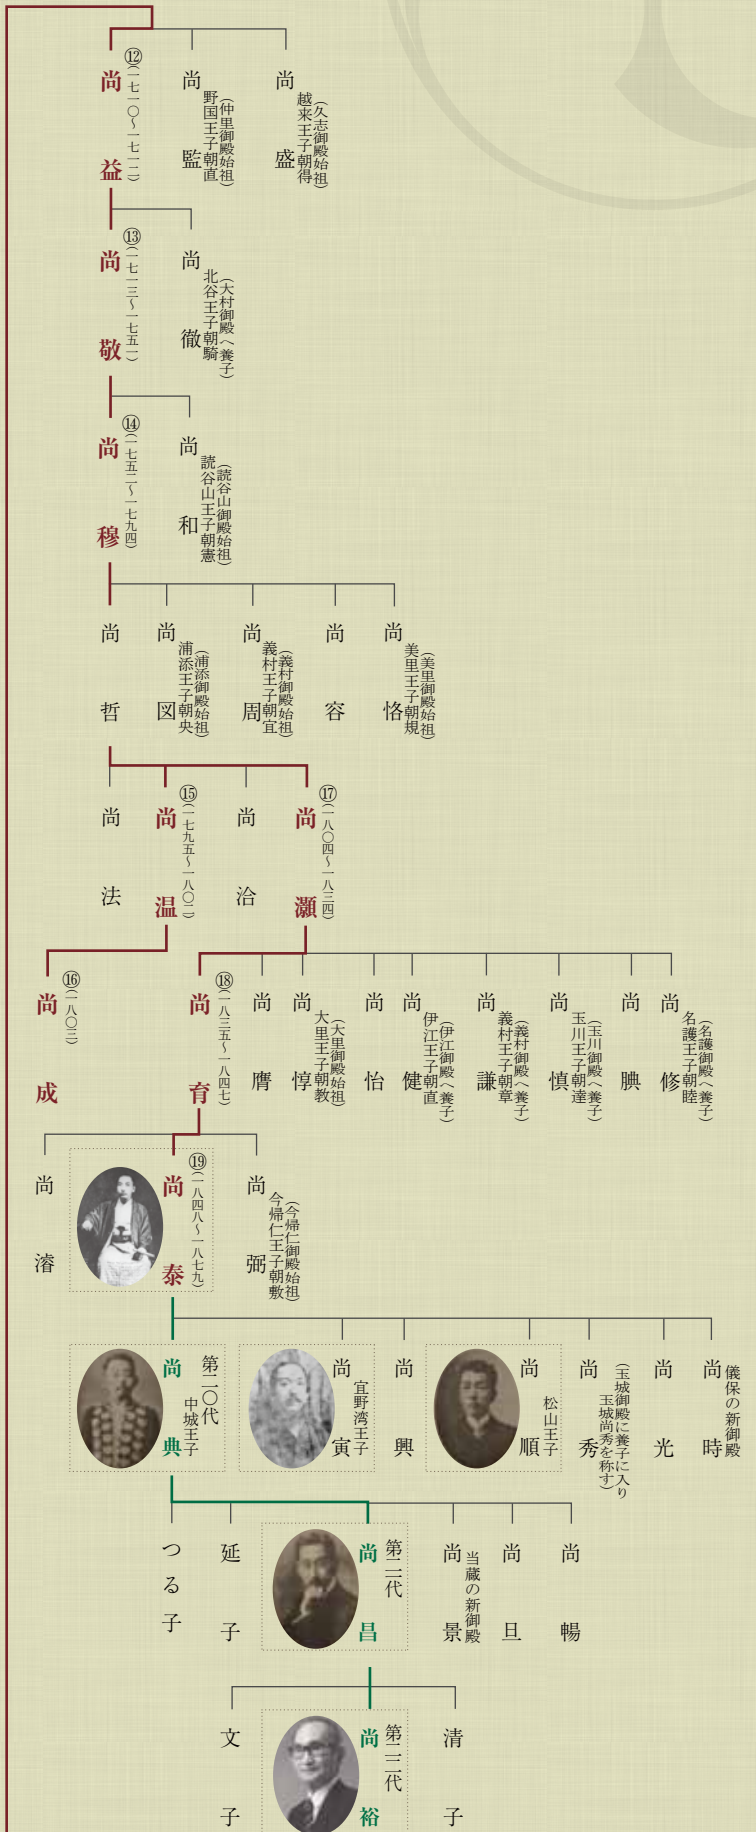 ⑫(一七一〇〜一七一二)
尚益
尚監
野国王子朝直
(仲里御殿始祖)
尚盛
越来王子朝得
(久志御殿始祖)
⑬(一七一三〜一七五一)
尚敬
尚徹
北谷王子朝騎
(大村御殿へ養子)
⑭(一七五二〜一七九四)
尚穆
尚和
読谷山王子朝憲
(読谷山御殿始祖)
尚哲
尚図
浦添王子朝央
(浦添御殿始祖)
尚周
義村王子朝宜
(義村御殿始祖)
尚容
尚恪
美里王子朝規
(美里御殿始祖)
尚法
⑮(一七九五〜一八〇二)
尚温
尚洽
⑰(一八〇四〜一八三四)
尚灝
⑯(一八〇三)
尚成
⑱(一八三五〜一八四七)
尚育
尚膺
尚惇
大里王子朝教
(大里御殿始祖)
尚怡
尚健
伊江王子朝直
(伊江御殿へ養子)
尚謙
義村王子朝章
(義村御殿へ養子)
尚慎
玉川王子朝達
(玉川御殿へ養子)
尚腆
尚修
名護王子朝睦
(名護御殿へ養子)
尚濬
⑲(一八四八〜一八七九)
尚泰
尚弼
今帰仁王子朝敷
(今帰仁御殿始祖)
第二〇代
中城王子
尚典
宜野湾王子
尚寅
尚興
松山王子
尚順
尚秀
(玉城御殿に養子に入り
玉城尚秀を称す)
尚光
尚時
儀保の新御殿
つる子
延子
第二一代
尚昌
尚景
当蔵の新御殿
尚旦
尚暢
文子
第二二代
尚裕
清子